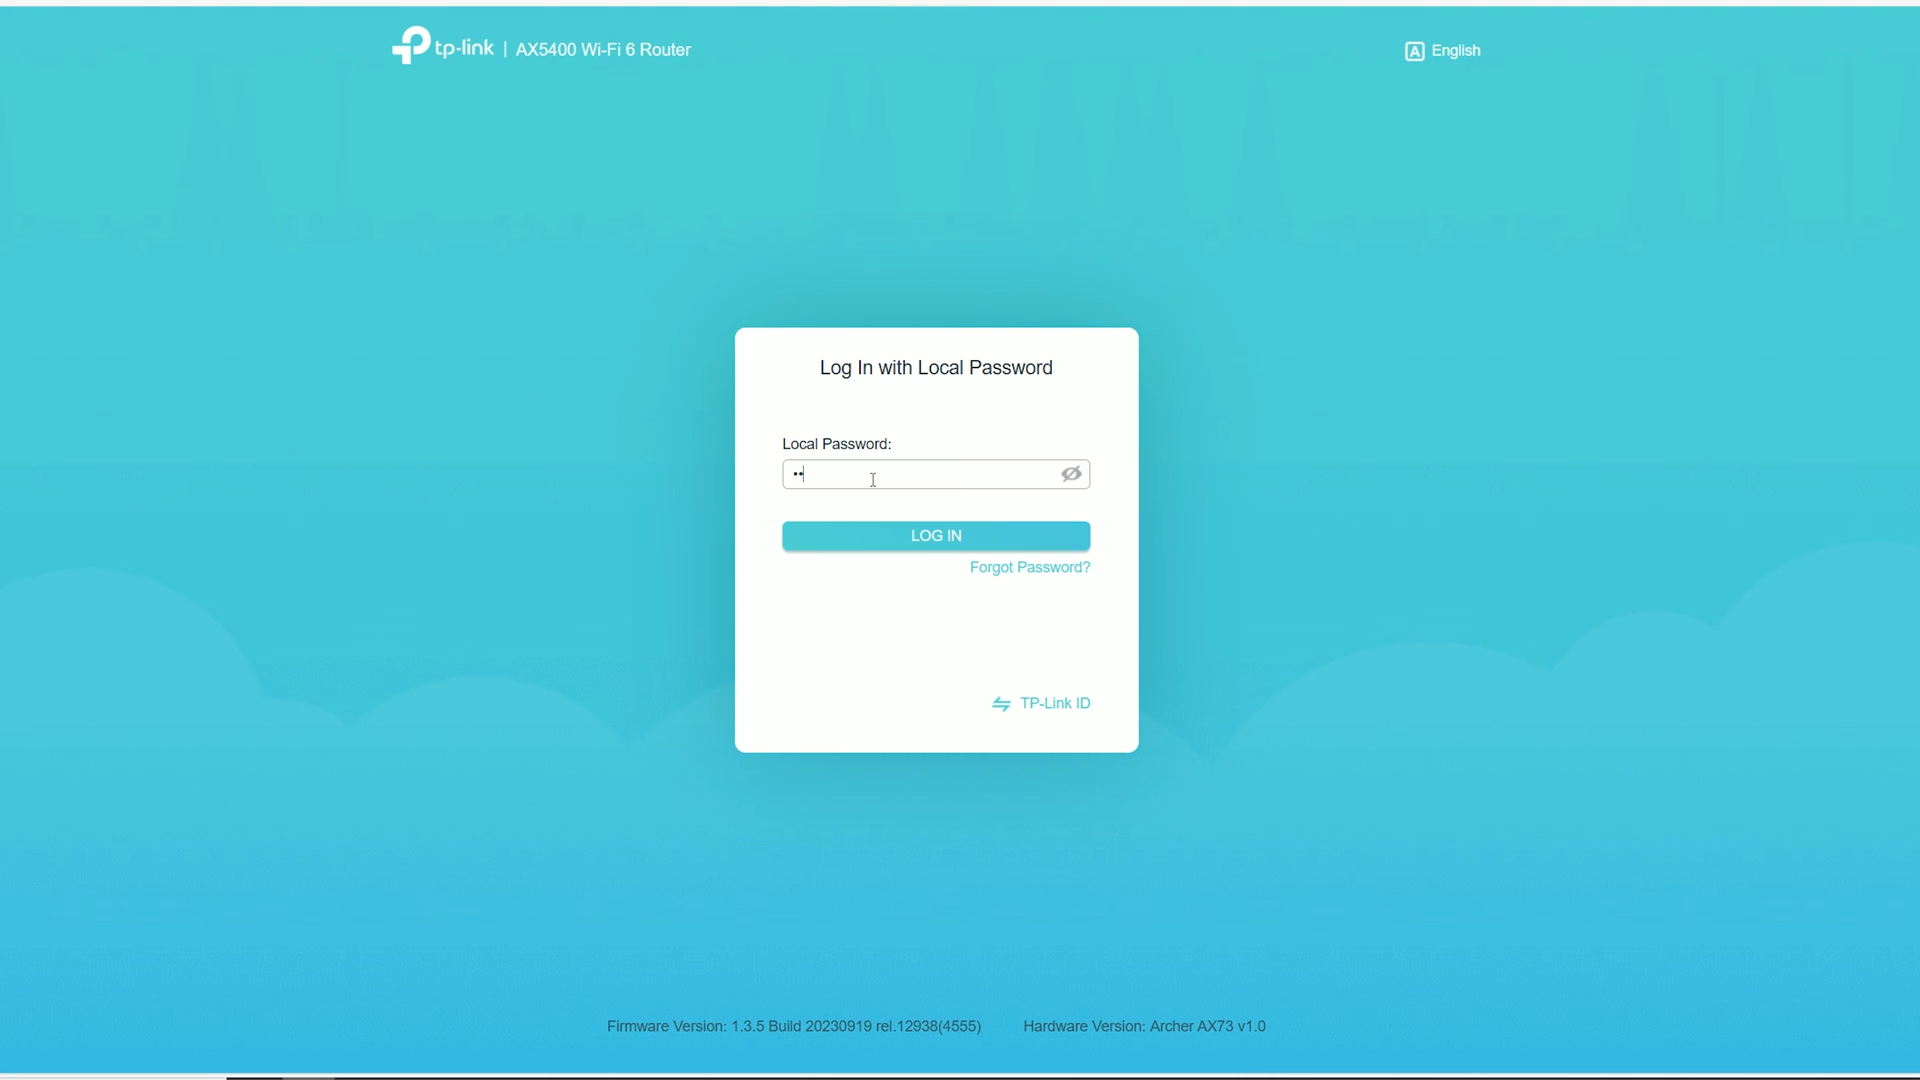 tp-link | AX5400 Wi-Fi 6 Router
A English
Log In with Local Password
Local Password:
••
LOG IN
Forgot Password?
TP-Link ID
Firmware Version: 1.3.5 Build 20230919 rel.12938(4555) Hardware Version: Archer AX73 v1.0